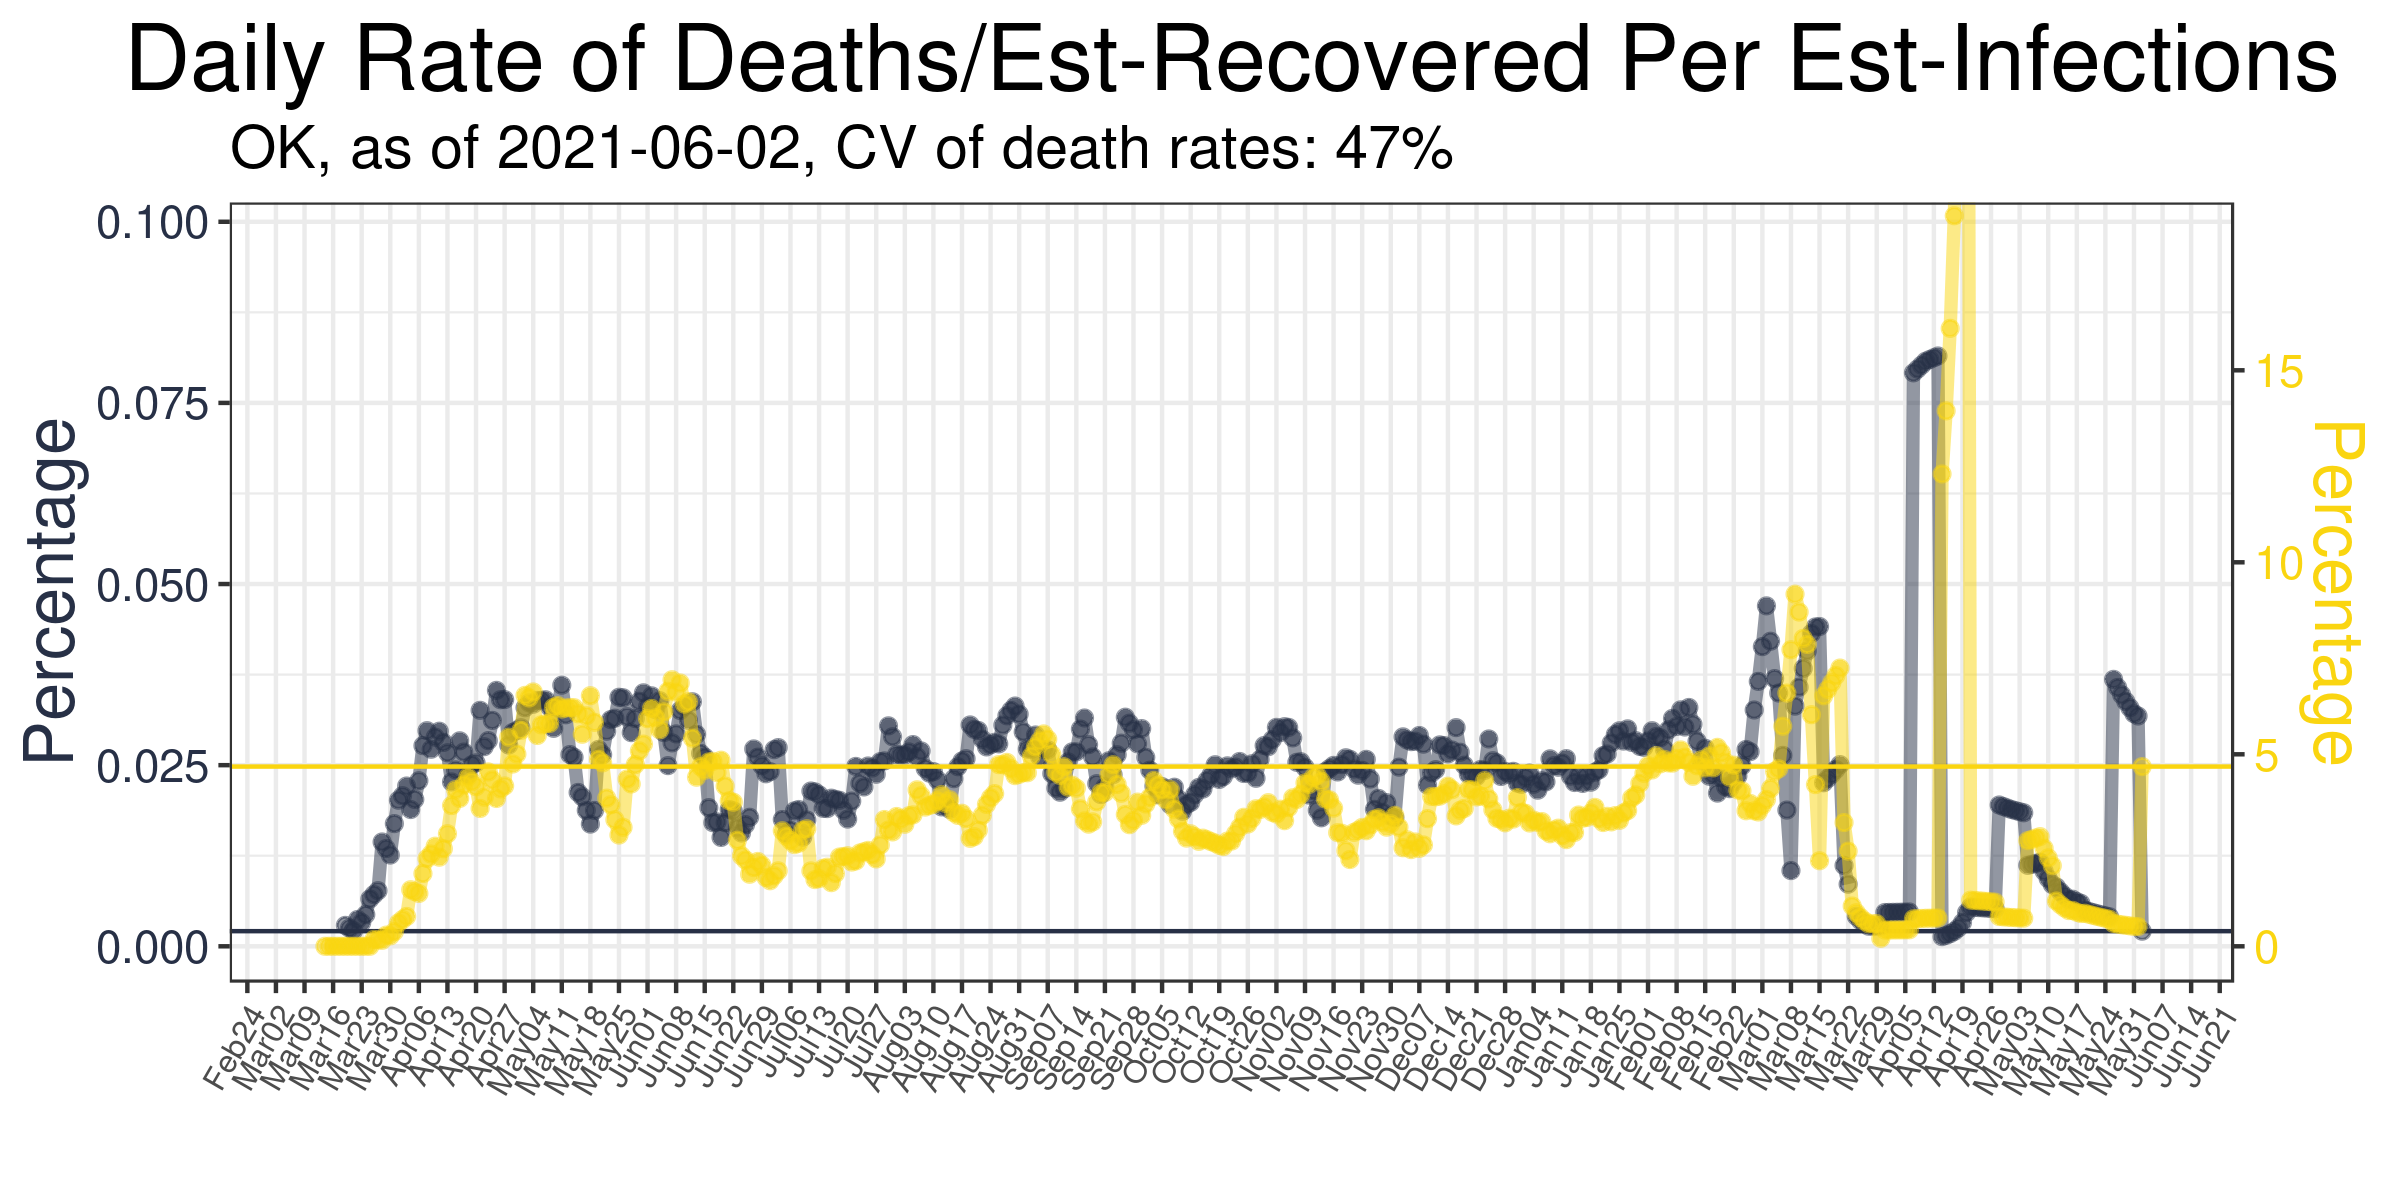 Daily Rate of Deaths/Est-Recovered Per Est-Infections
OK, as of 2021-06-02, CV of death rates: 47%
Percentage
0.100
0.075
0.050
0.025
0.000
15
10
5
0
Percentage
Feb24 Mar02 Mar09 Mar16 Mar23 Mar30 Apr06 Apr13 Apr20 Apr27 May04 May11 May18 May25 Jun01 Jun08 Jun15 Jun22 Jun29 Jul06 Jul13 Jul20 Jul27 Aug03 Aug10 Aug17 Aug24 Aug31 Sep07 Sep14 Sep21 Sep28 Oct05 Oct12 Oct19 Oct26 Nov02 Nov09 Nov16 Nov23 Nov30 Dec07 Dec14 Dec21 Dec28 Jan04 Jan11 Jan18 Jan25 Feb01 Feb08 Feb15 Feb22 Mar01 Mar08 Mar15 Mar22 Mar29 Apr05 Apr12 Apr19 Apr26 May03 May10 May17 May24 May31 Jun07 Jun14 Jun21